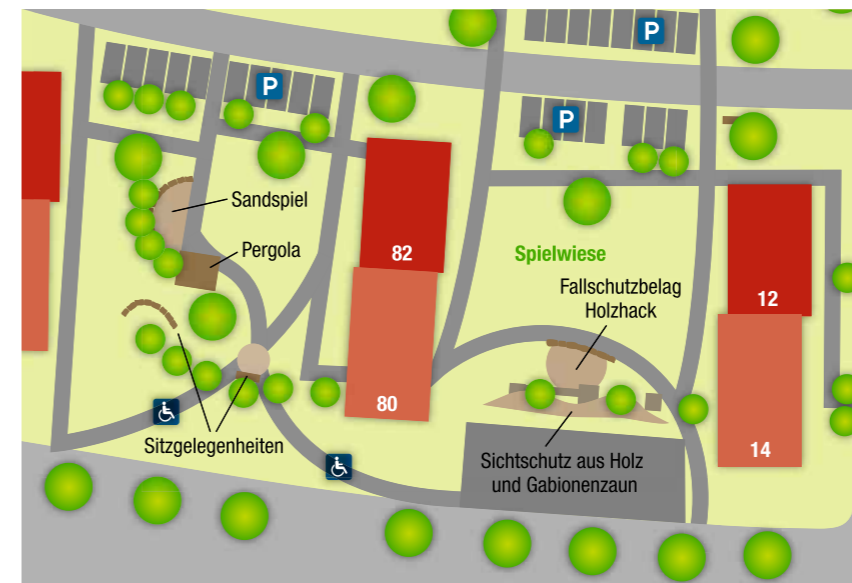 P
P
P
Sandspiel
Pergola
82
Spielwiese
Fallschutzbelag
Holzhack
12
80
Sitzgelegenheiten
Sichtschutz aus Holz
und Gabionenzaun
14